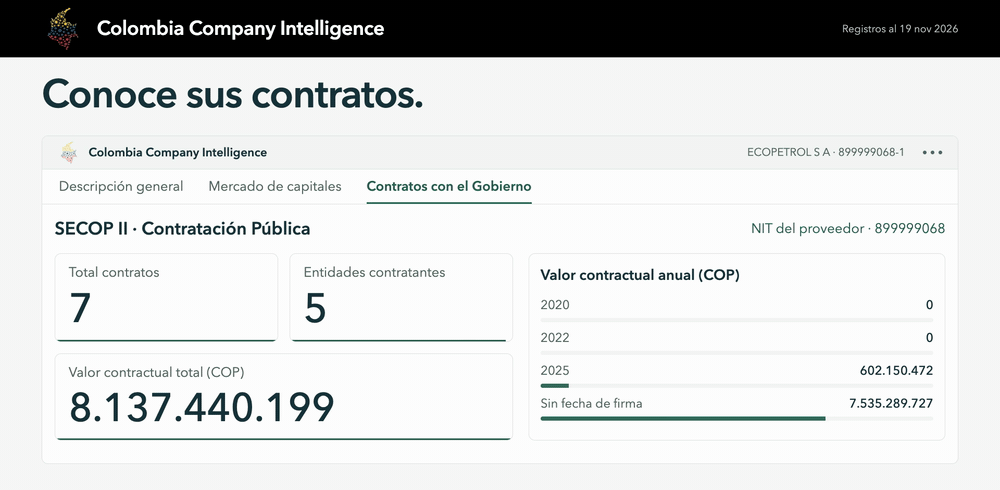 Colombia Company Intelligence
Registros al 19 nov 2026
Conoce sus contratos.
Colombia Company Intelligence
ECOPETROL S A · 899999068-1
Descripción general
Mercado de capitales
Contratos con el Gobierno
SECOP II · Contratación Pública
NIT del proveedor · 899999068
Total contratos
7
Entidades contratantes
5
Valor contractual total (COP)
8.137.440.199
Valor contractual anual (COP)
2020 0
2022 0
2025 602.150.472
Sin fecha de firma 7.535.289.727